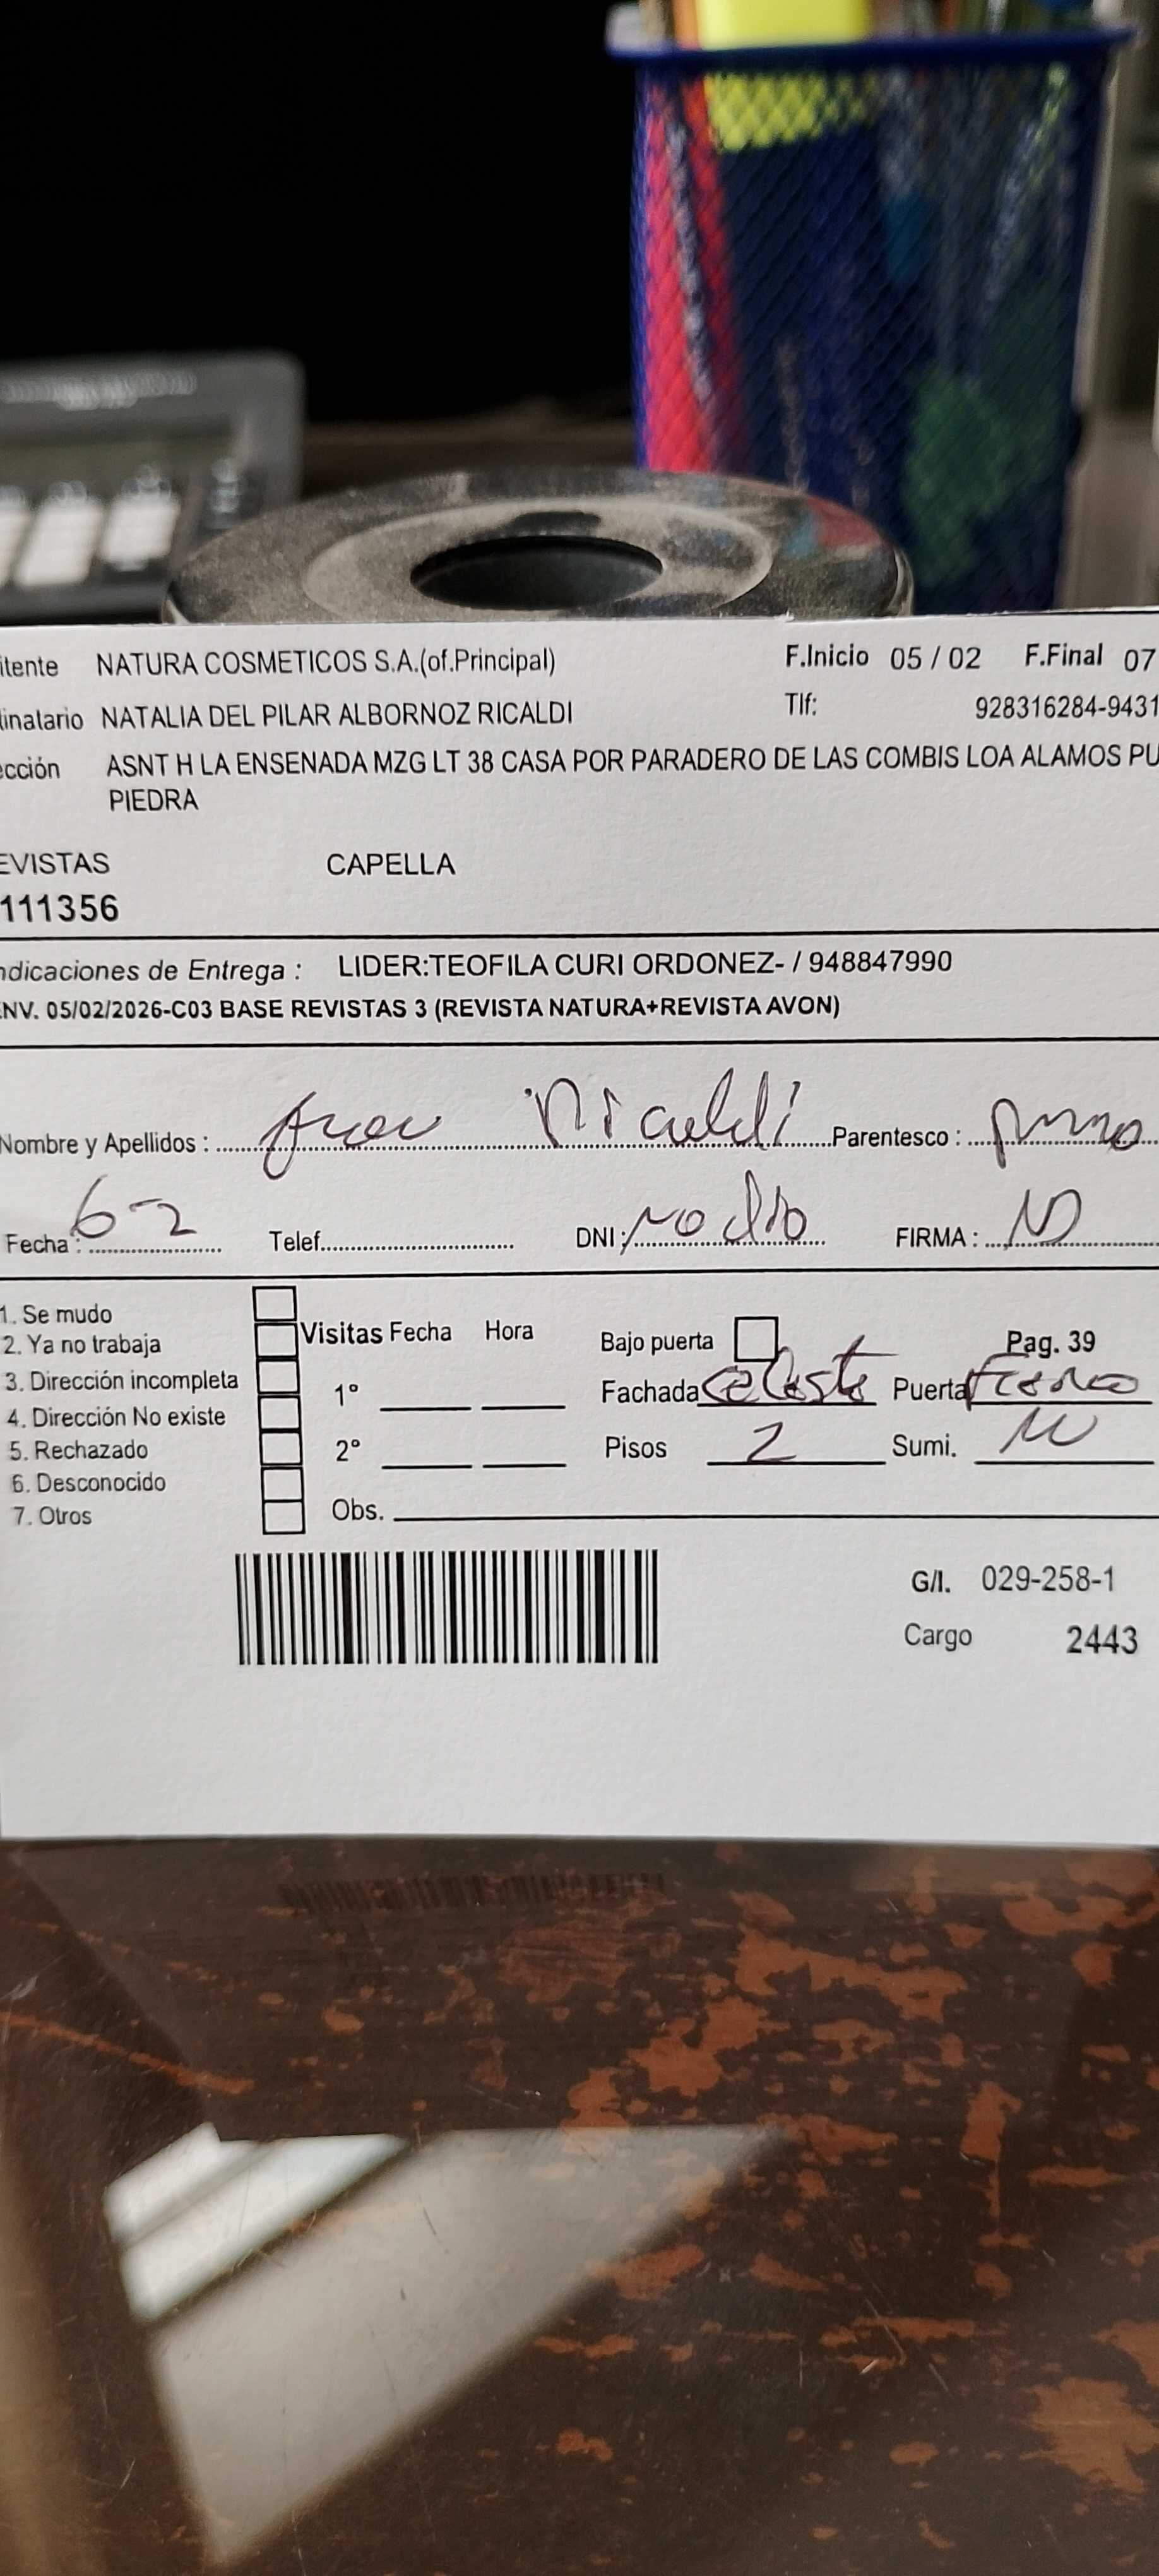 itente NATURA COSMETICOS S.A.(of.Principal) F.Inicio 05 / 02 F.Final 07
linalario NATALIA DEL PILAR ALBORNOZ RICALDI Tlf: 928316284-9431
ección ASNT H LA ENSENADA MZG LT 38 CASA POR PARADERO DE LAS COMBIS LOA ALAMOS PU
PIEDRA
EVISTAS CAPELLA
111356
ndicaciones de Entrega : LIDER:TEOFILA CURI ORDONEZ- / 948847990
ENV. 05/02/2026-C03 BASE REVISTAS 3 (REVISTA NATURA+REVISTA AVON)
Nombre y Apellidos : Ricaldi Parentesco :
Fecha : 6-2 Telef. DNI: no dio FIRMA :
1. Se mudo
2. Ya no trabaja Visitas Fecha Hora Bajo puerta Pag. 39
3. Dirección incompleta 1° Fachada celeste Puerta fierro
4. Dirección No existe
5. Rechazado 2° Pisos 2 Sumi.
6. Desconocido
7. Otros Obs.
G/I. 029-258-1
Cargo 2443